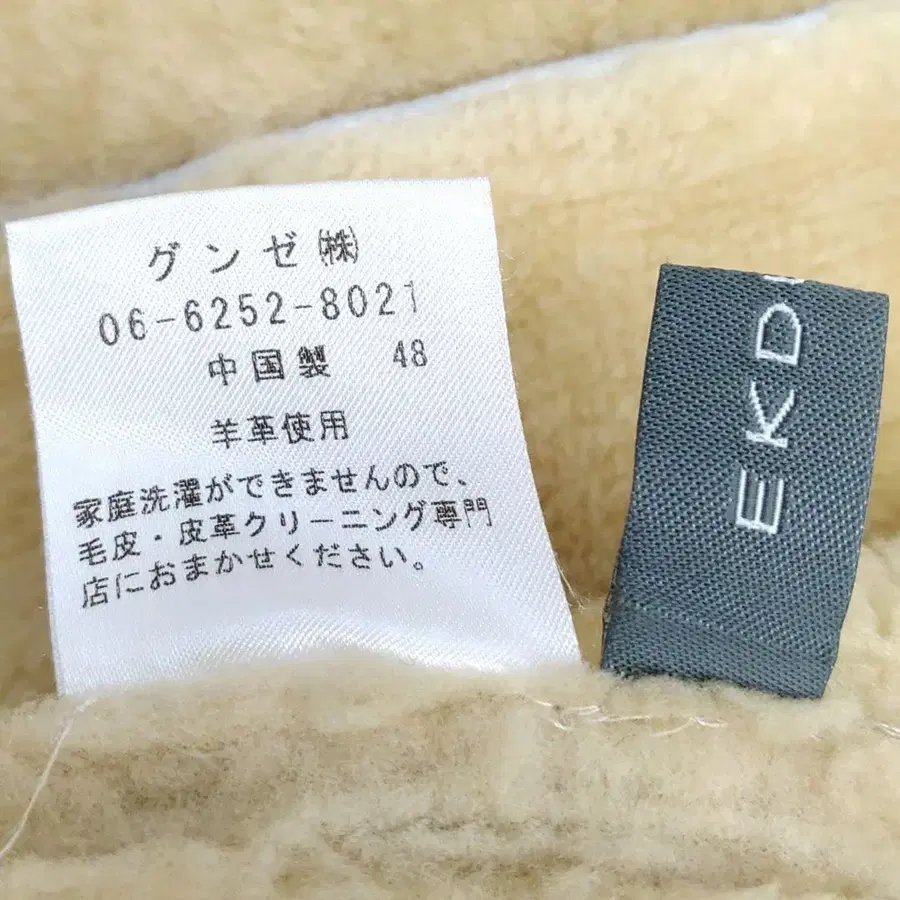 グンゼ㈱
06-6252-8021
中国製 48
羊革使用
家庭洗濯ができませんので、
毛皮・皮革クリーニング専門
店におまかせください。
EKD